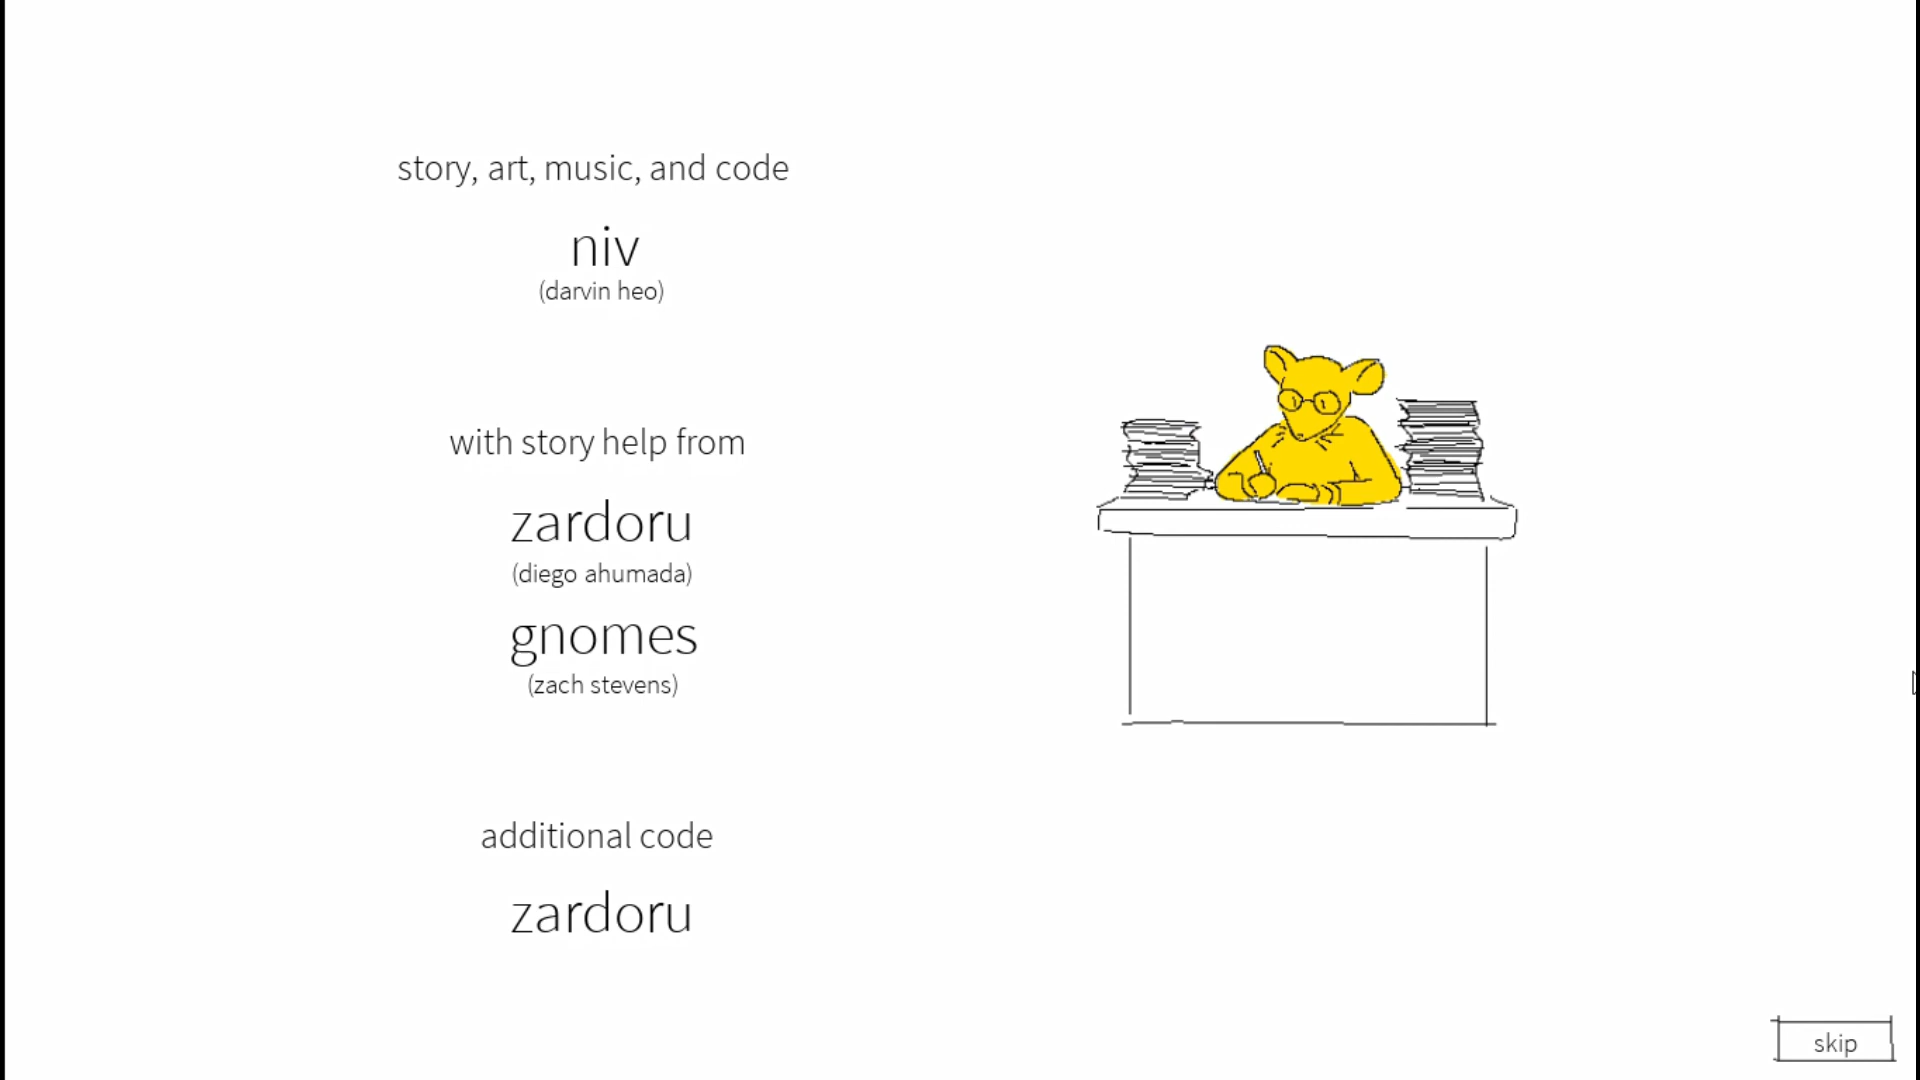 story, art, music, and code
niv
(darvin heo)
with story help from
zardoru
(diego ahumada)
gnomes
(zach stevens)
additional code
zardoru
skip